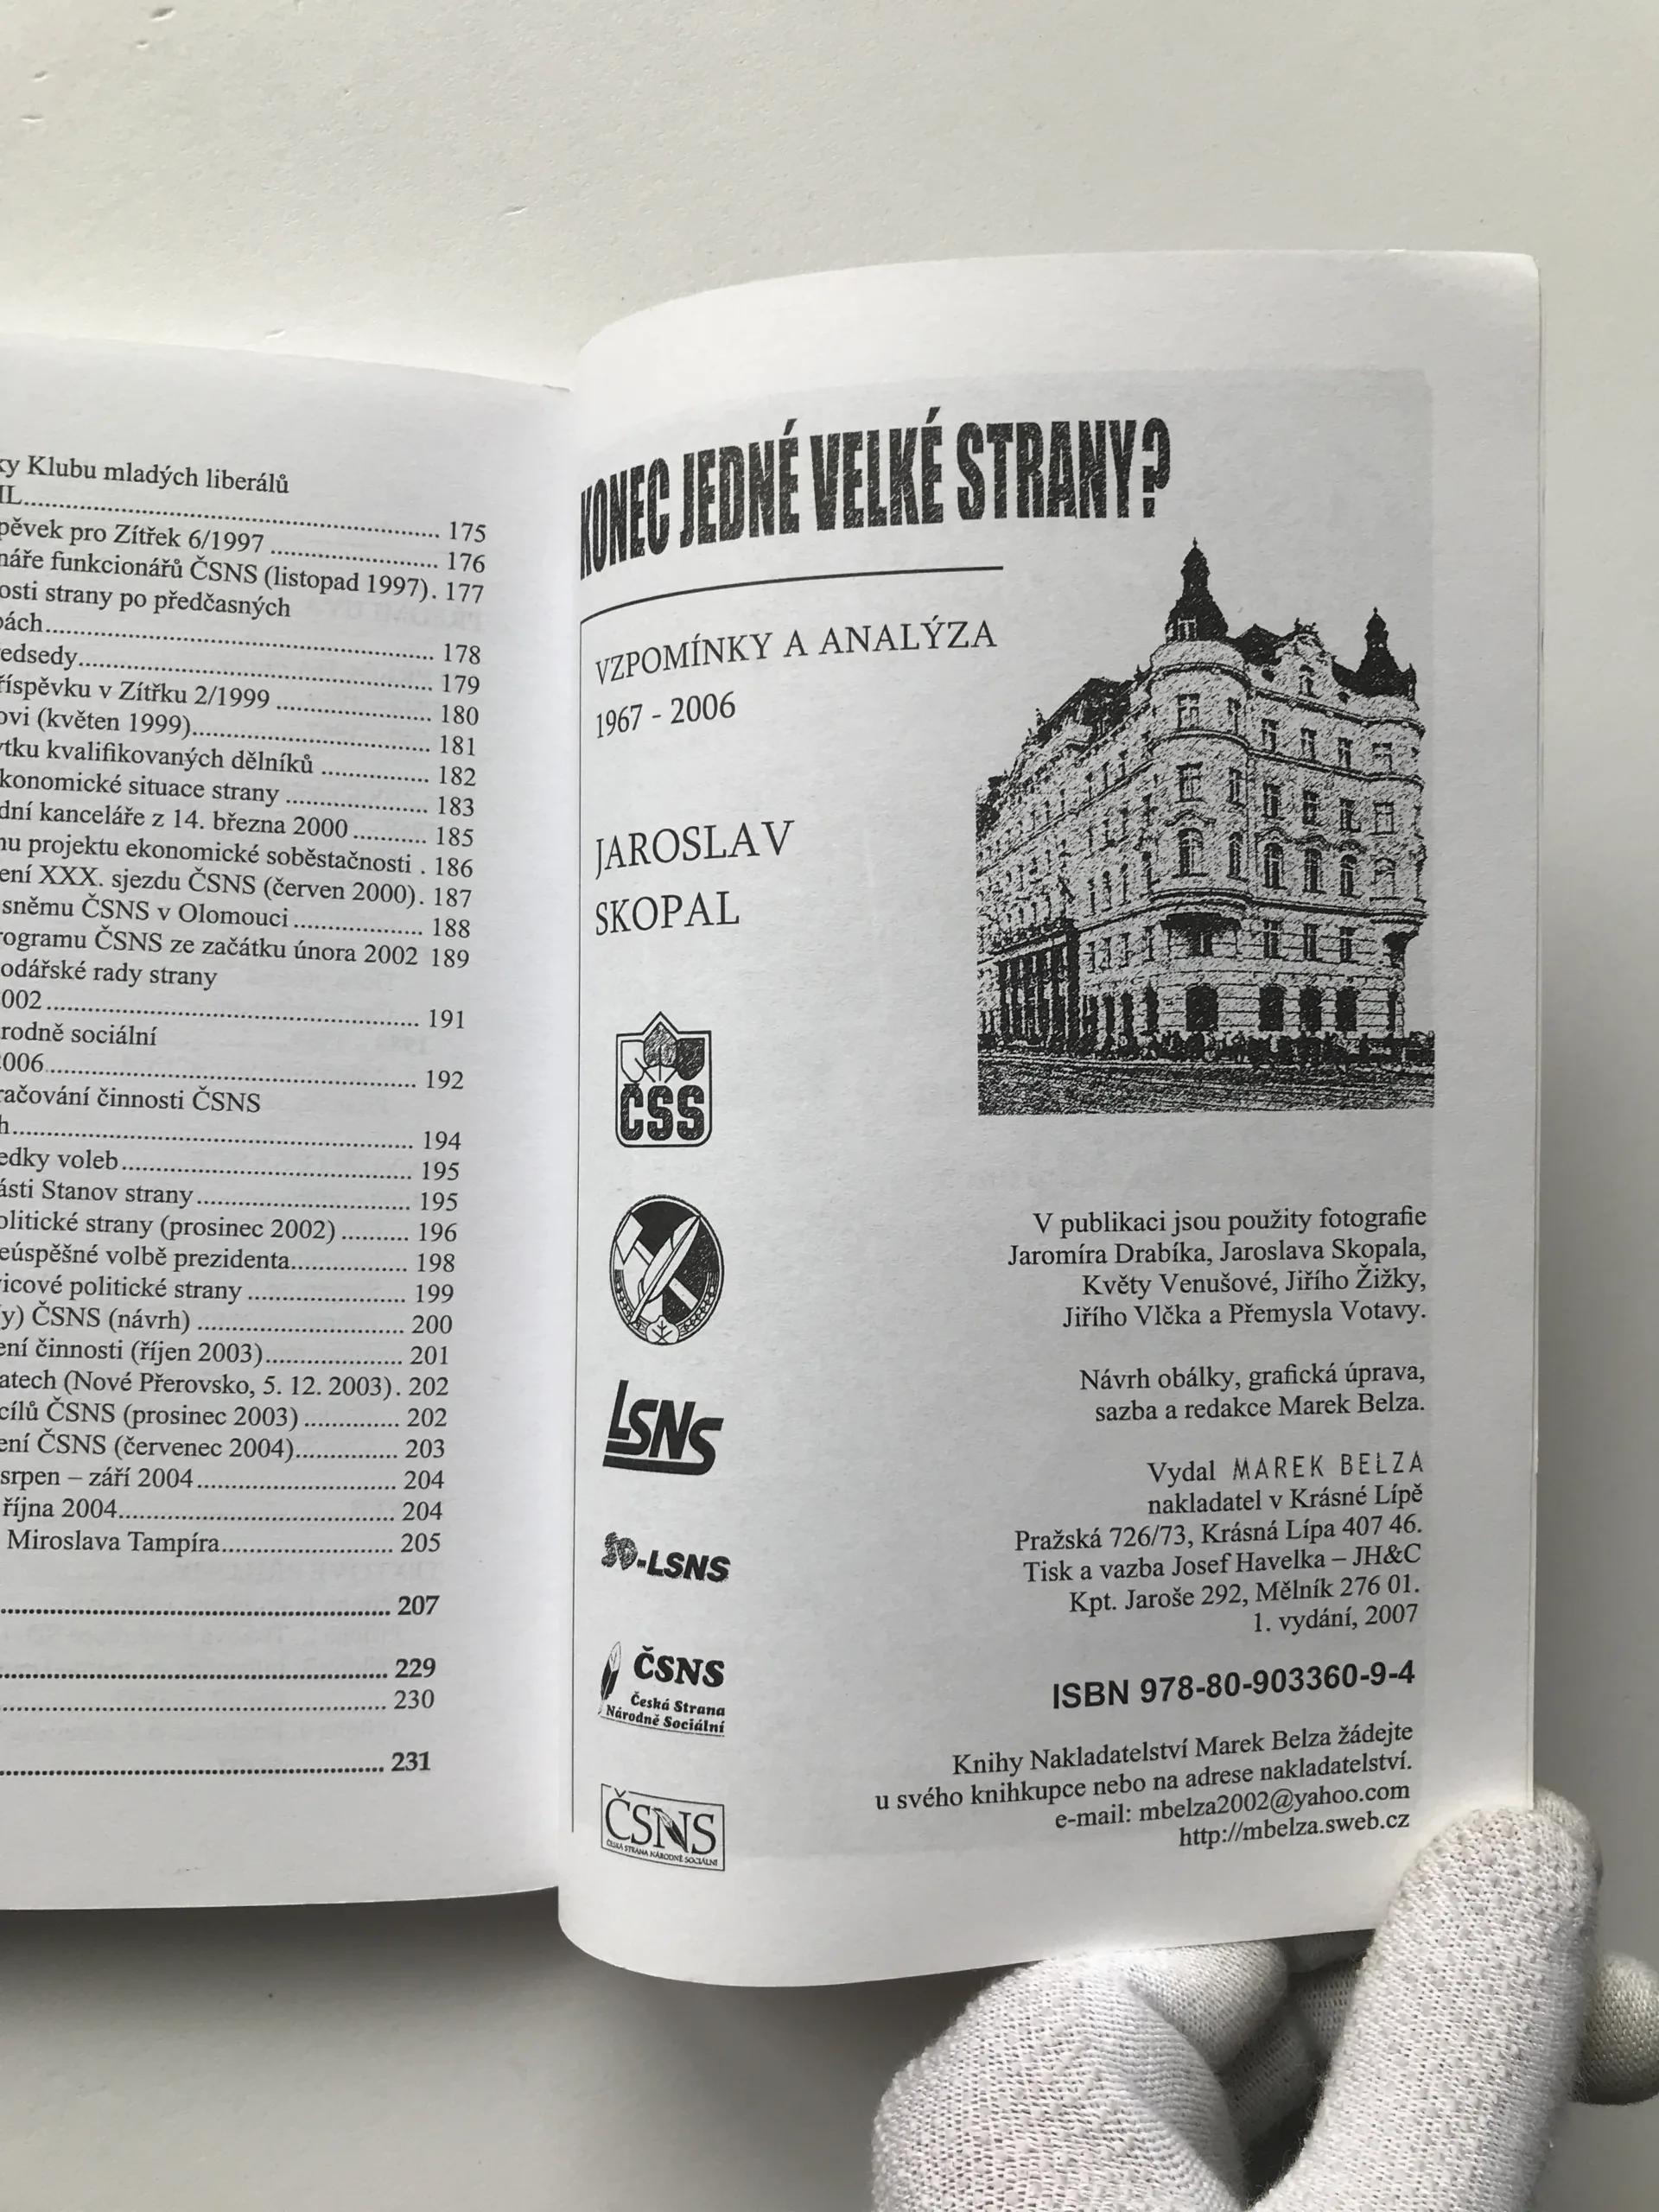 ky Klubu mladých liberálů
IL........ 175
pěvek pro Zítřek 6/1997 ........ 176
náře funkcionářů ČSNS (listopad 1997). 177
osti strany po předčasných
bách........ 178
edsedy........ 179
říspěvku v Zítřku 2/1999 ........ 180
ovi (květen 1999)........ 181
ytku kvalifikovaných dělníků ........ 182
konomické situace strany ........ 183
dní kanceláře z 14. března 2000 ........ 185
mu projektu ekonomické soběstačnosti . 186
ení XXX. sjezdu ČSNS (červen 2000). 187
sněmu ČSNS v Olomouci ........ 188
rogramu ČSNS ze začátku února 2002 189
odářské rady strany
002 ........ 191
rodně sociální
2006........ 192
račování činnosti ČSNS
h........ 194
edky voleb........ 195
ásti Stanov strany........ 195
olitické strany (prosinec 2002) ........ 196
eúspěšné volbě prezidenta........ 198
vicové politické strany ........ 199
y) ČSNS (návrh) ........ 200
ení činnosti (říjen 2003)........ 201
atech (Nové Přerovsko, 5. 12. 2003). 202
cílů ČSNS (prosinec 2003) ........ 202
ení ČSNS (červenec 2004)........ 203
srpen – září 2004 ........ 204
října 2004........ 204
Miroslava Tampíra........ 205
........ 207
........ 229
........ 230
........ 231
KONEC JEDNÉ VELKÉ STRANY?
VZPOMÍNKY A ANALÝZA
1967 - 2006
JAROSLAV
SKOPAL
ČSS
LSNS
SD-LSNS
ČSNS
Česká Strana
Národně Sociální
ČSNS
ČESKÁ STRANA NÁRODNĚ SOCIÁLNÍ
V publikaci jsou použity fotografie
Jaromíra Drabíka, Jaroslava Skopala,
Květy Venušové, Jiřího Žižky,
Jiřího Vlčka a Přemysla Votavy.
Návrh obálky, grafická úprava,
sazba a redakce Marek Belza.
Vydal MAREK BELZA
nakladatel v Krásné Lípě
Pražská 726/73, Krásná Lípa 407 46.
Tisk a vazba Josef Havelka – JH&C
Kpt. Jaroše 292, Mělník 276 01.
1. vydání, 2007
ISBN 978-80-903360-9-4
Knihy Nakladatelství Marek Belza žádejte
u svého knihkupce nebo na adrese nakladatelství.
e-mail: mbelza2002@yahoo.com
http://mbelza.sweb.cz